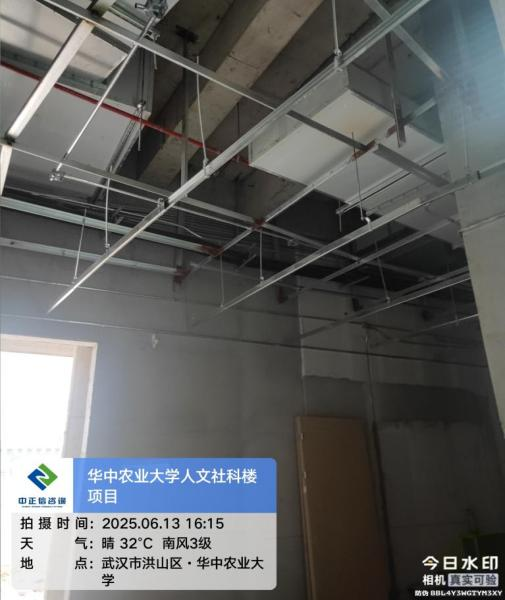 华中农业大学人文社科楼
项目
中正信咨询
拍摄时间：2025.06.13 16:15
天 气：晴 32°C 南风3级
地 点：武汉市洪山区·华中农业大
学
今日水印
相机 真实可验
防伪 BBL4Y3WGTYM3XY